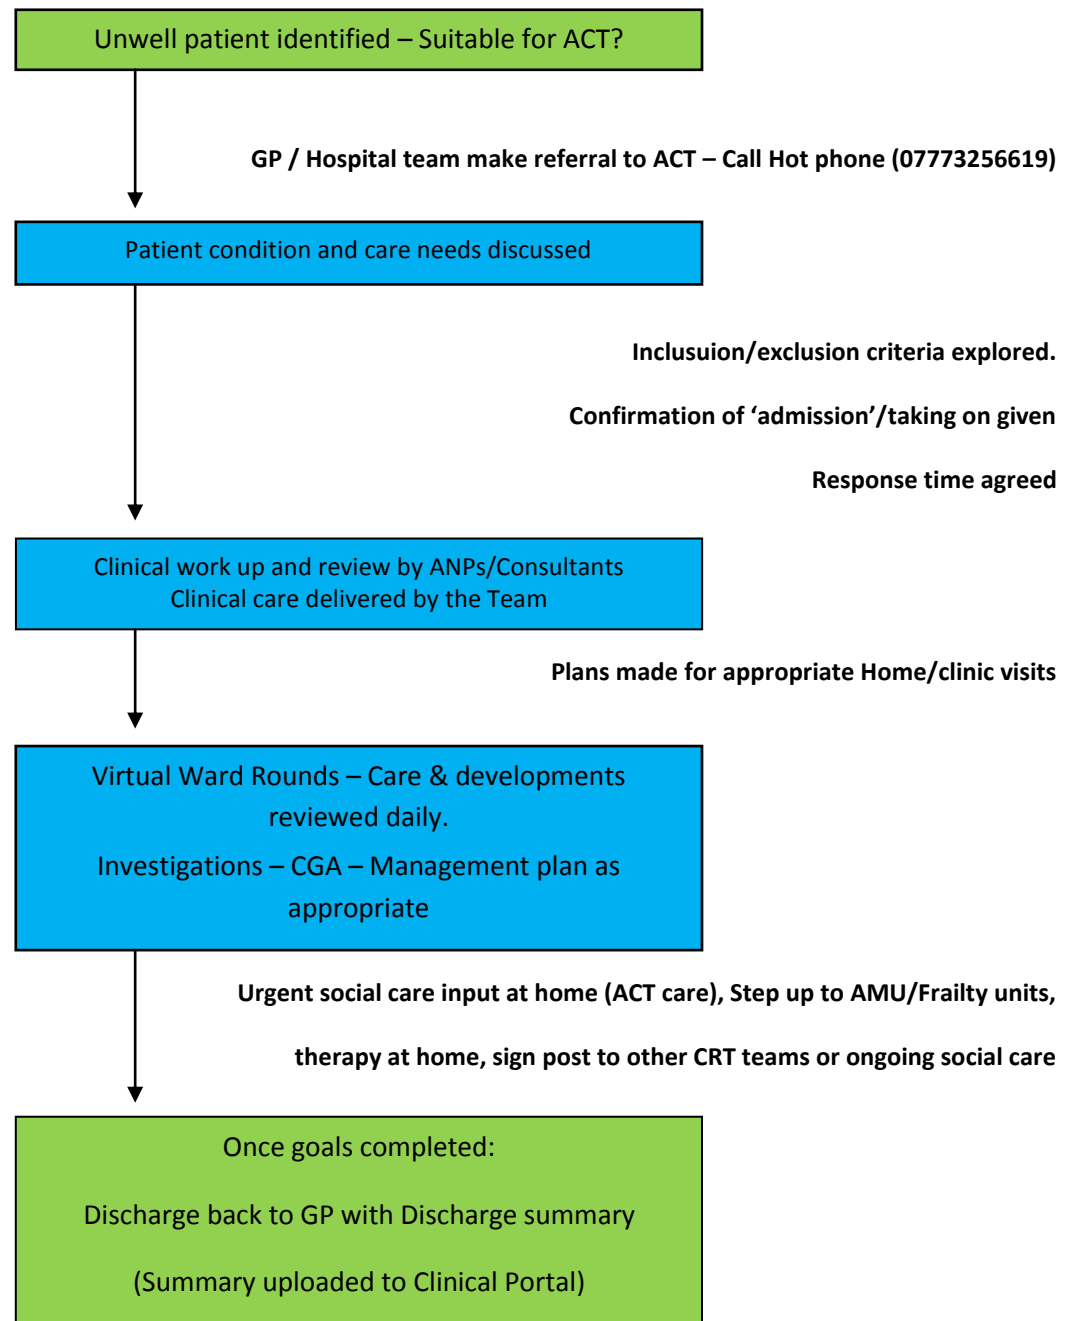 Unwell patient identified – Suitable for ACT?
GP / Hospital team make referral to ACT – Call Hot phone (07773256619)
Patient condition and care needs discussed
Inclusuion/exclusion criteria explored.
Confirmation of ‘admission’/taking on given
Response time agreed
Clinical work up and review by ANPs/Consultants
Clinical care delivered by the Team
Plans made for appropriate Home/clinic visits
Virtual Ward Rounds – Care & developments
reviewed daily.
Investigations – CGA – Management plan as
appropriate
Urgent social care input at home (ACT care), Step up to AMU/Frailty units,
therapy at home, sign post to other CRT teams or ongoing social care
Once goals completed:
Discharge back to GP with Discharge summary
(Summary uploaded to Clinical Portal)